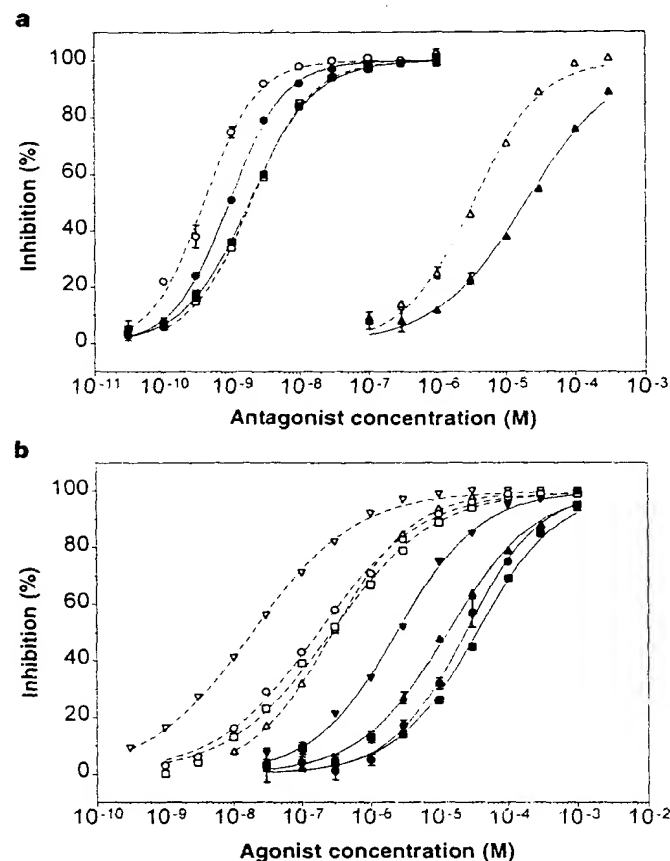 a
100
80
60
40
20
0
Inhibition (%)
10-11 10-10 10-9 10-8 10-7 10-6 10-5 10-4 10-3
Antagonist concentration (M)
b
100
80
60
40
20
0
Inhibition (%)
10-10 10-9 10-8 10-7 10-6 10-5 10-4 10-3 10-2
Agonist concentration (M)